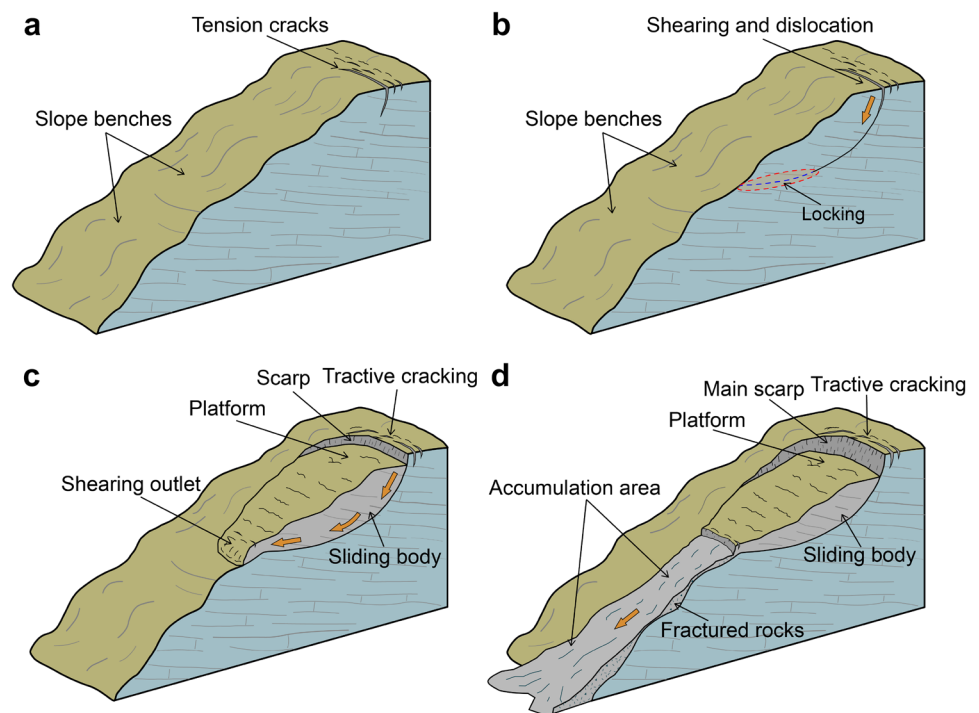 a
Tension cracks
Slope benches
b
Shearing and dislocation
Slope benches
Locking
c
Scarp
Tractive cracking
Platform
Shearing outlet
Sliding body
d
Main scarp
Tractive cracking
Platform
Accumulation area
Sliding body
Fractured rocks